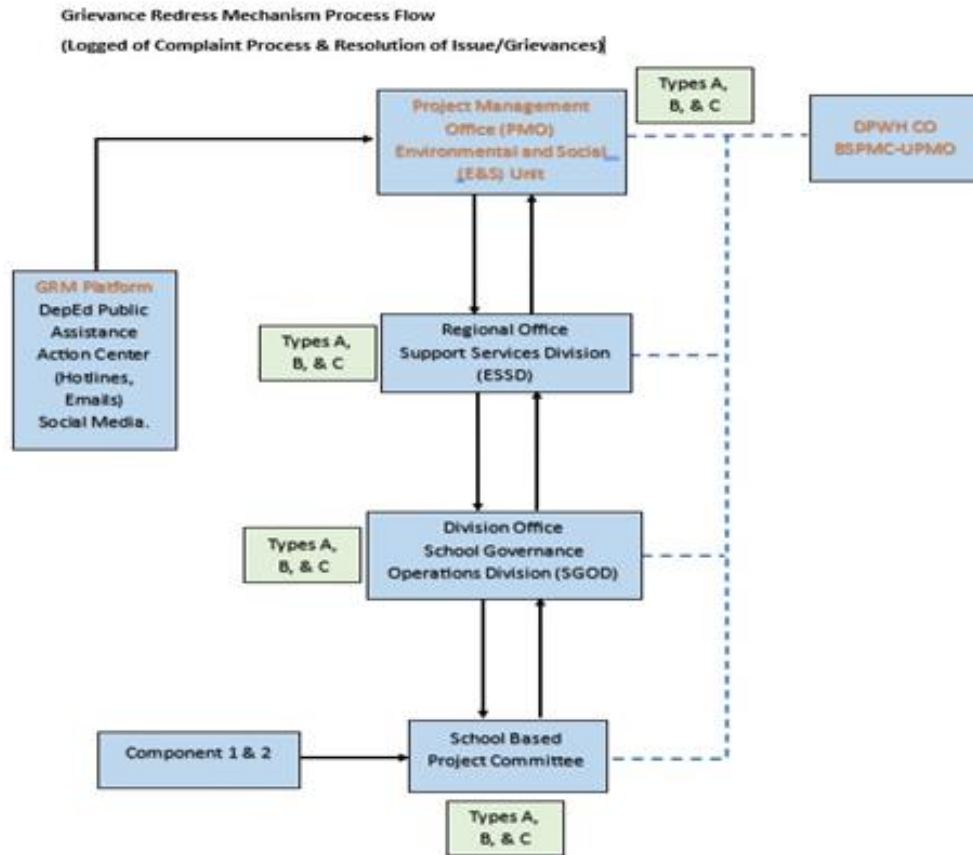 Grievance Redress Mechanism Process Flow
(Logged of Complaint Process & Resolution of Issue/Grievances)
Types A,
B, & C
Project Management
Office (PMO)
Environmental and Social
(E&S) Unit
DPWH CO
BSPMC-UPMO
GRM Platform
DepEd Public
Assistance
Action Center
(Hotlines,
Emails)
Social Media.
Types A,
B, & C
Regional Office
Support Services Division
(ESSD)
Types A,
B, & C
Division Office
School Governance
Operations Division (SGOD)
Component 1 & 2
School Based
Project Committee
Types A,
B, & C